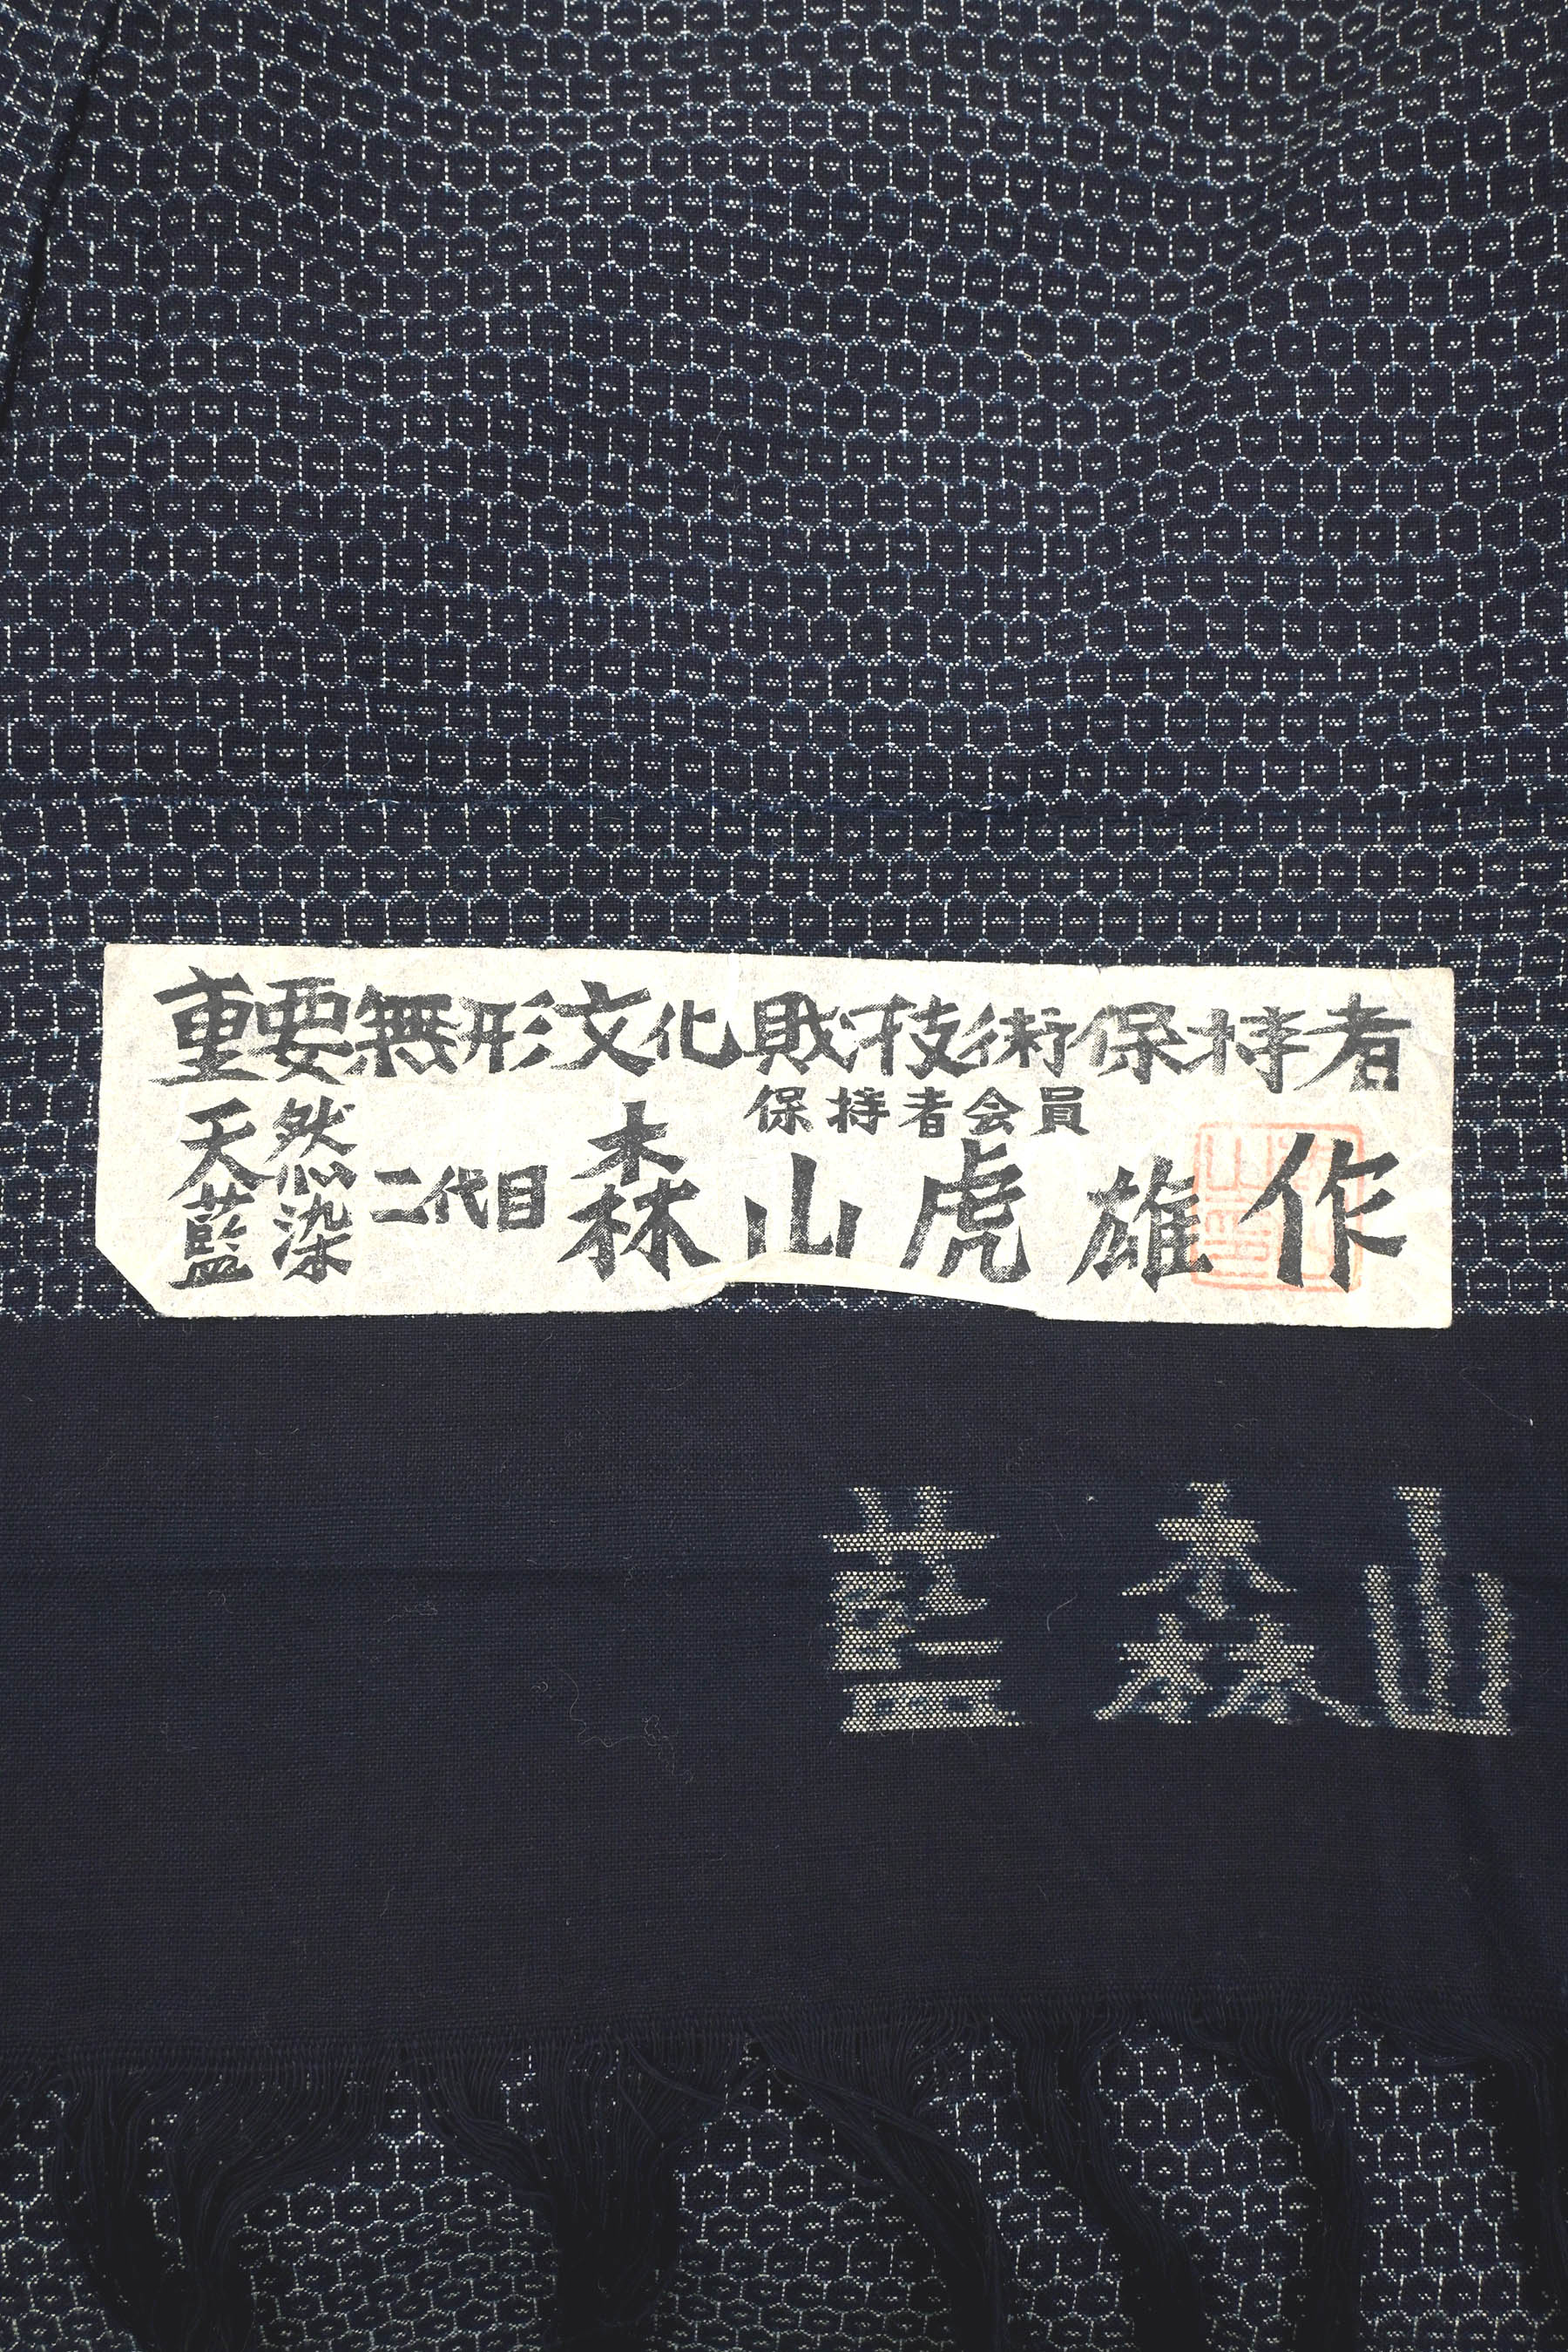 重要無形文化財技術保持者
保持者会員
天然藍染 二代目 森山虎雄作
藍森山